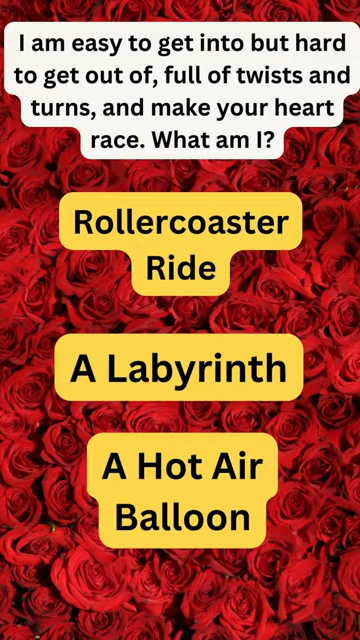 I am easy to get into but hard
to get out of, full of twists and
turns, and make your heart
race. What am I?
Rollercoaster
Ride
A Labyrinth
A Hot Air
Balloon